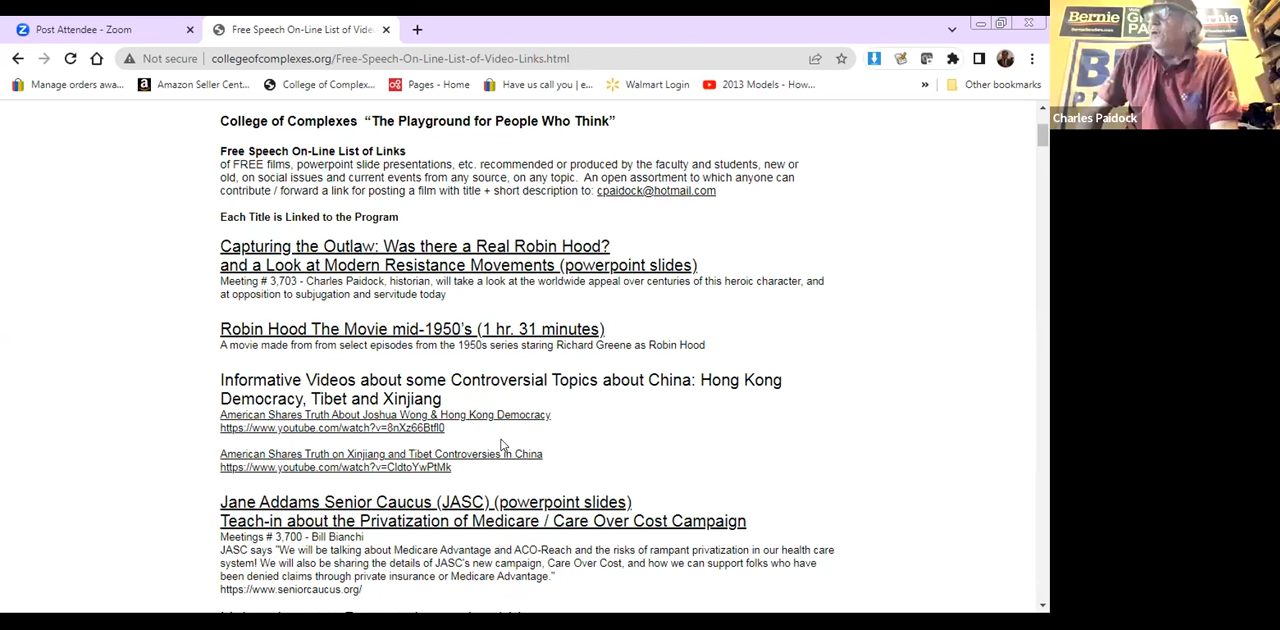 Post Attendee - Zoom
Free Speech On-Line List of Vide
Not secure
collegeofcomplexes.org/Free-Speech-On-Line-List-of-Video-Links.html
Manage orders awa...
Amazon Seller Cent...
College of Complex...
Pages - Home
Have us call you | e...
Walmart Login
2013 Models - How...
»
Other bookmarks
Bernie
Charles Paidock
College of Complexes “The Playground for People Who Think”
Free Speech On-Line List of Links
of FREE films, powerpoint slide presentations, etc. recommended or produced by the faculty and students, new or
old, on social issues and current events from any source, on any topic. An open assortment to which anyone can
contribute / forward a link for posting a film with title + short description to: cpaidock@hotmail.com
Each Title is Linked to the Program
Capturing the Outlaw: Was there a Real Robin Hood?
and a Look at Modern Resistance Movements (powerpoint slides)
Meeting # 3,703 - Charles Paidock, historian, will take a look at the worldwide appeal over centuries of this heroic character, and
at opposition to subjugation and servitude today
Robin Hood The Movie mid-1950’s (1 hr. 31 minutes)
A movie made from from select episodes from the 1950s series staring Richard Greene as Robin Hood
Informative Videos about some Controversial Topics about China: Hong Kong
Democracy, Tibet and Xinjiang
American Shares Truth About Joshua Wong & Hong Kong Democracy
https://www.youtube.com/watch?v=8nXz66Btfl0
American Shares Truth on Xinjiang and Tibet Controversies in China
https://www.youtube.com/watch?v=CldtoYwPtMk
Jane Addams Senior Caucus (JASC) (powerpoint slides)
Teach-in about the Privatization of Medicare / Care Over Cost Campaign
Meetings # 3,700 - Bill Bianchi
JASC says "We will be talking about Medicare Advantage and ACO-Reach and the risks of rampant privatization in our health care
system! We will also be sharing the details of JASC's new campaign, Care Over Cost, and how we can support folks who have
been denied claims through private insurance or Medicare Advantage."
https://www.seniorcaucus.org/